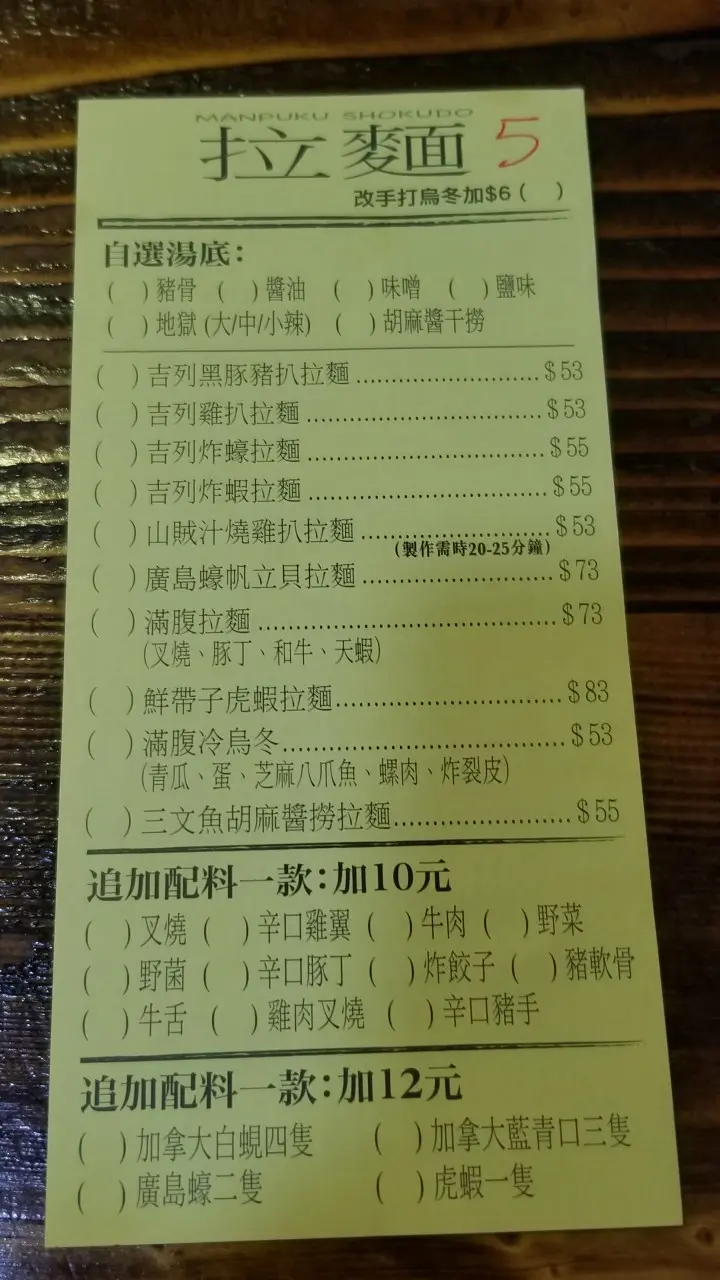 MANPUKU SHOKUDO
拉麵 5
改手打烏冬加$6 ( )
自選湯底：
( ) 豬骨 ( ) 醬油 ( ) 味噌 ( ) 鹽味
( ) 地獄 (大/中/小辣) ( ) 胡麻醬干撈
( ) 吉列黑豚豬扒拉麵 ........................... $53
( ) 吉列雞扒拉麵 ................................... $53
( ) 吉列炸蠔拉麵 ................................... $55
( ) 吉列炸蝦拉麵 ................................... $55
( ) 山賊汁燒雞扒拉麵 ........................... $53
(製作需時20-25分鐘)
( ) 廣島蠔帆立貝拉麵 ........................... $73
( ) 滿腹拉麵 .......................................... $73
(叉燒、豚丁、和牛、天蝦)
( ) 鮮帶子虎蝦拉麵 ............................... $83
( ) 滿腹冷烏冬 ...................................... $53
(青瓜、蛋、芝麻八爪魚、螺肉、炸裂皮)
( ) 三文魚胡麻醬撈拉麵 ....................... $55
追加配料一款：加10元
( ) 叉燒 ( ) 辛口雞翼 ( ) 牛肉 ( ) 野菜
( ) 野菌 ( ) 辛口豚丁 ( ) 炸餃子 ( ) 豬軟骨
( ) 牛舌 ( ) 雞肉叉燒 ( ) 辛口豬手
追加配料一款：加12元
( ) 加拿大白蜆四隻 ( ) 加拿大藍青口三隻
( ) 廣島蠔二隻 ( ) 虎蝦一隻